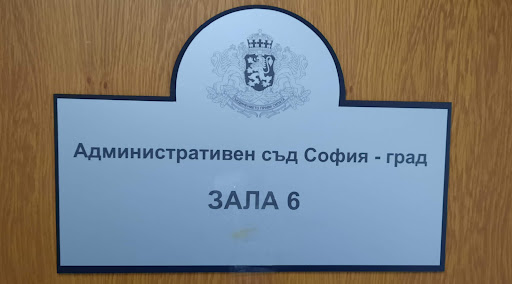 Административен съд София - град
ЗАЛА 6